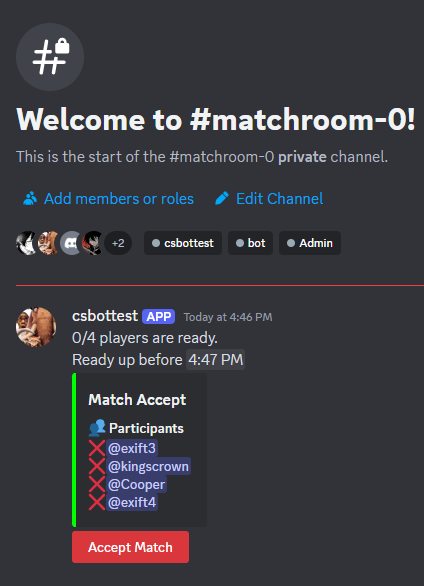 Welcome to #matchroom-0!
This is the start of the #matchroom-0 private channel.
Add members or roles Edit Channel
+2 csbottest bot Admin
csbottest APP Today at 4:46 PM
0/4 players are ready.
Ready up before 4:47 PM
Match Accept
👥 Participants
❌@exift3
❌@kingscrown
❌@Cooper
❌@exift4
Accept Match